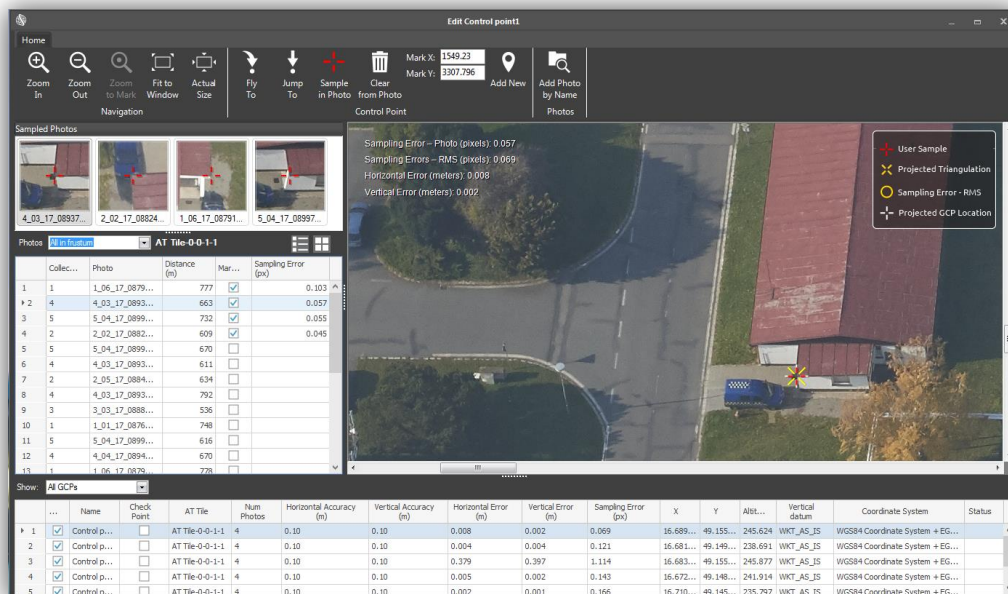 Edit Control point1
Home
Zoom In
Zoom Out
Zoom to Mark
Fit to Window
Actual Size
Navigation
Fly To
Jump To
Sample in Photo
Clear from Photo
Mark X: 1549.23
Mark Y: 3307.796
Add New
Control Point
Add Photo by Name
Photos
Sampled Photos
4_03_17_08937... 2_02_17_08824... 1_06_17_08791... 5_04_17_08997...
Photos All in frustum AT Tile-0-0-1-1
Collec... Photo Distance (m) Mar... Sampling Error (px)
1 1 1_06_17_0879... 777 0.103
2 4 4_03_17_0893... 663 0.057
3 5 5_04_17_0899... 732 0.055
4 2 2_02_17_0882... 609 0.045
5 5 5_04_17_0899... 670
6 4 4_03_17_0893... 611
7 2 2_05_17_0884... 634
8 4 4_03_17_0893... 792
9 3 3_03_17_0888... 536
10 1 1_01_17_0876... 748
11 5 5_04_17_0899... 616
12 4 4_04_17_0894... 670
13 1 1_06_17_0879... 778
Sampling Error – Photo (pixels): 0.057
Sampling Errors – RMS (pixels): 0.069
Horizontal Error (meters): 0.008
Vertical Error (meters): 0.002
User Sample
Projected Triangulation
Sampling Error - RMS
Projected GCP Location
Show: All GCPs
... Name Check Point AT Tile Num Photos Horizontal Accuracy (m) Vertical Accuracy (m) Horizontal Error (m) Vertical Error (m) Sampling Error (px) X Y Altit... Vertical datum Coordinate System Status
1 Control p... AT Tile-0-0-1-1 4 0.10 0.10 0.008 0.002 0.069 16.689... 49.155... 245.624 WKT_AS_IS WGS84 Coordinate System + EG...
2 Control p... AT Tile-0-0-1-1 4 0.10 0.10 0.004 0.004 0.121 16.681... 49.149... 238.691 WKT_AS_IS WGS84 Coordinate System + EG...
3 Control p... AT Tile-0-0-1-1 4 0.10 0.10 0.379 0.397 1.114 16.683... 49.155... 245.877 WKT_AS_IS WGS84 Coordinate System + EG...
4 Control p... AT Tile-0-0-1-1 4 0.10 0.10 0.005 0.002 0.143 16.672... 49.148... 241.914 WKT_AS_IS WGS84 Coordinate System + EG...
5 Control p... AT Tile-0-0-1-1 4 0.10 0.10 0.002 0.001 0.166 16.710... 49.145... 235.797 WKT_AS_IS WGS84 Coordinate System + EG...